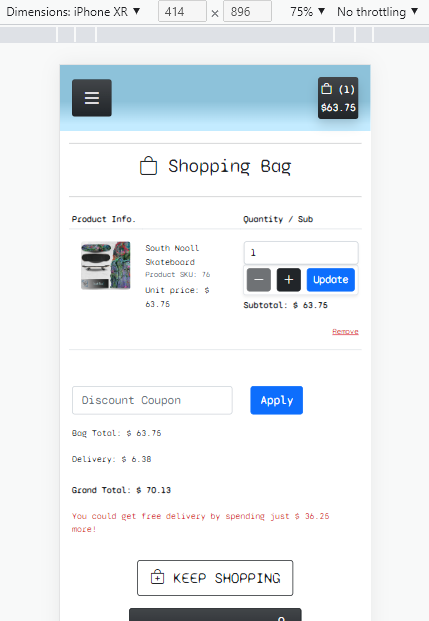 Dimensions: iPhone XR ▼ 414 x 896 75% ▼ No throttling ▼
(1)
$63.75
Shopping Bag
Product Info. Quantity / Sub
South Nooll
Skateboard
Product SKU: 76
Unit price: $
63.75
1
− + Update
Subtotal: $ 63.75
Remove
Discount Coupon Apply
Bag Total: $ 63.75
Delivery: $ 6.38
Grand Total: $ 70.13
You could get free delivery by spending just $ 36.25
more!
KEEP SHOPPING